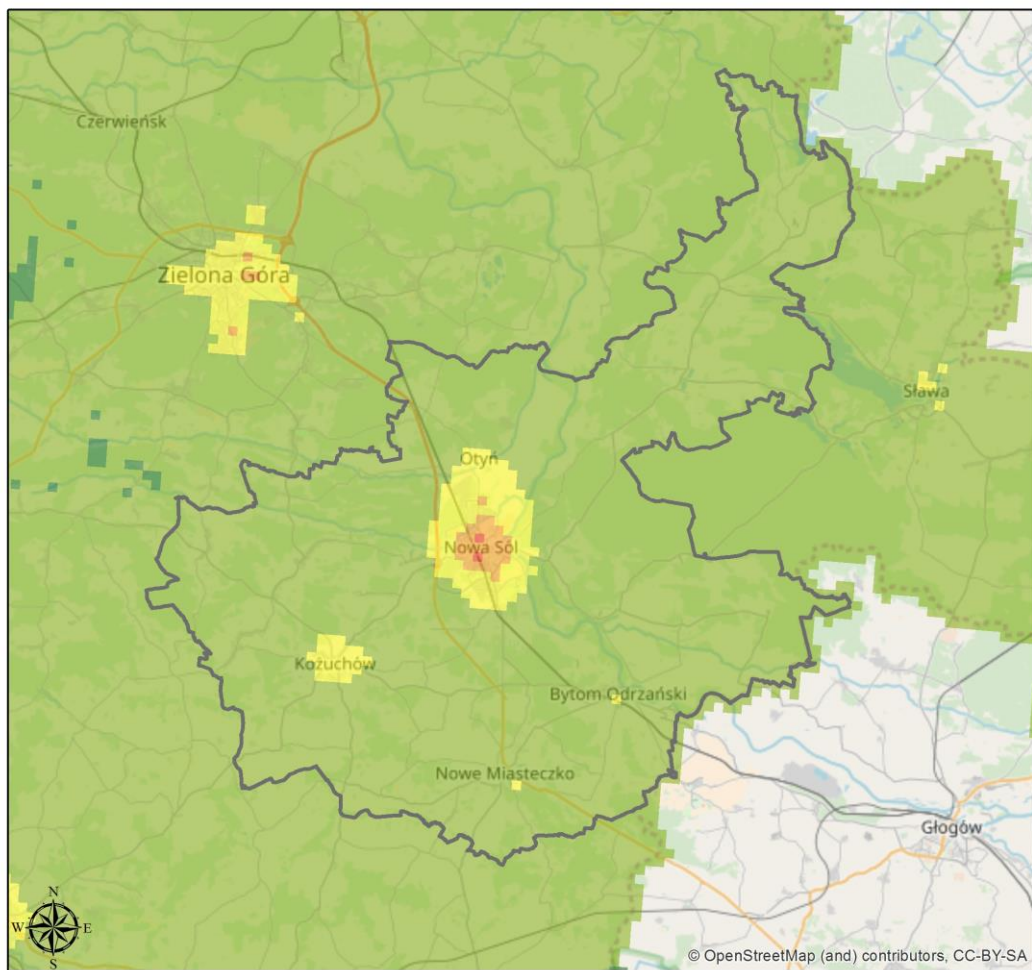 Czerwieńsk
Zielona Góra
Sława
Otyń
Nowa Sól
Kożuchów
Bytom Odrzański
Nowe Miasteczko
Głogów
N
W
E
S
© OpenStreetMap (and) contributors, CC-BY-SA